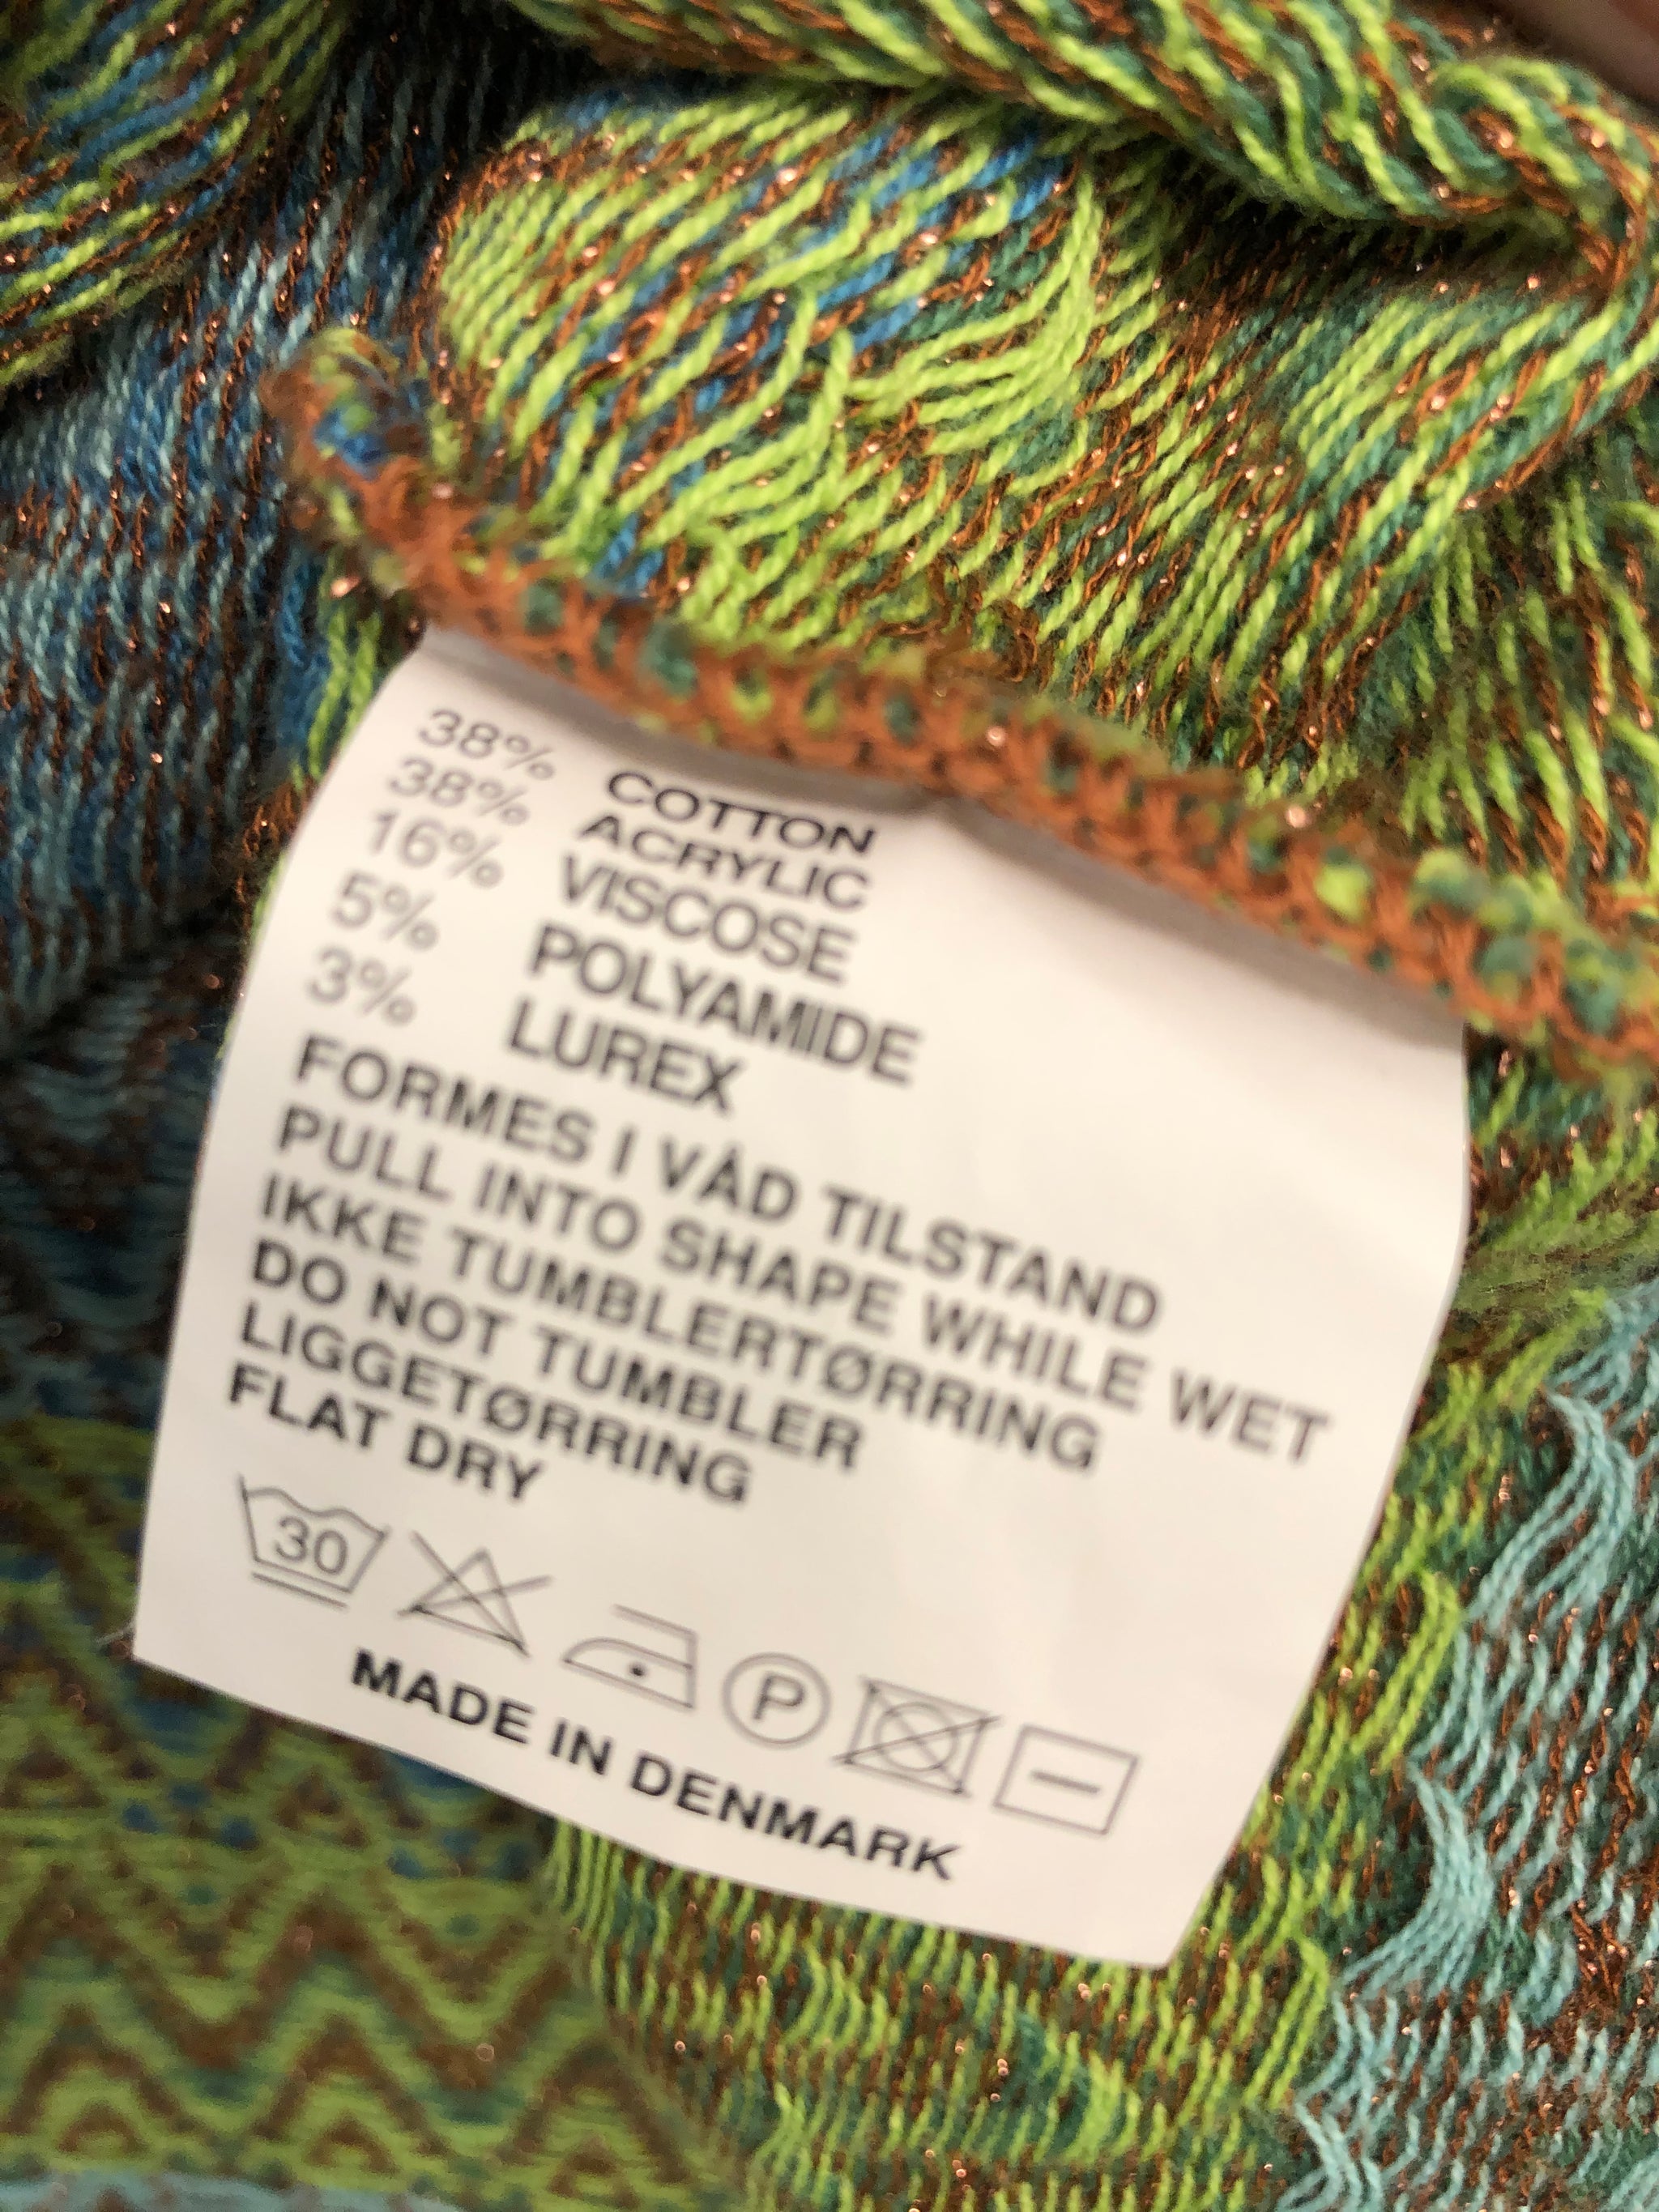 38% COTTON
38% ACRYLIC
16% VISCOSE
5% POLYAMIDE
3% LUREX
FORMES I VÅD TILSTAND
PULL INTO SHAPE WHILE WET
IKKE TUMBLERTØRRING
DO NOT TUMBLER
LIGGETØRRING
FLAT DRY
30 P
MADE IN DENMARK